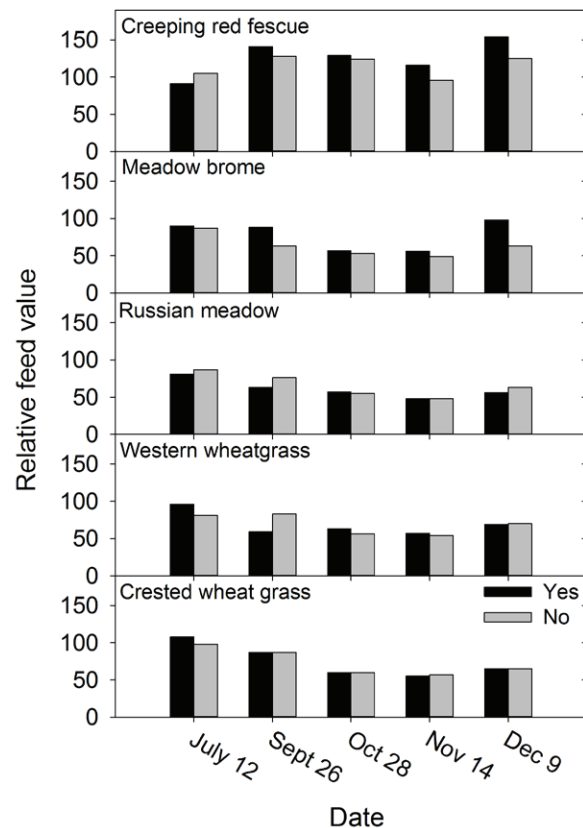 Relative feed value
Creeping red fescue
150
100
50
0
Meadow brome
150
100
50
0
Russian meadow
150
100
50
0
Western wheatgrass
150
100
50
0
Crested wheat grass
150
100
50
0
Yes
No
July 12
Sept 26
Oct 28
Nov 14
Dec 9
Date